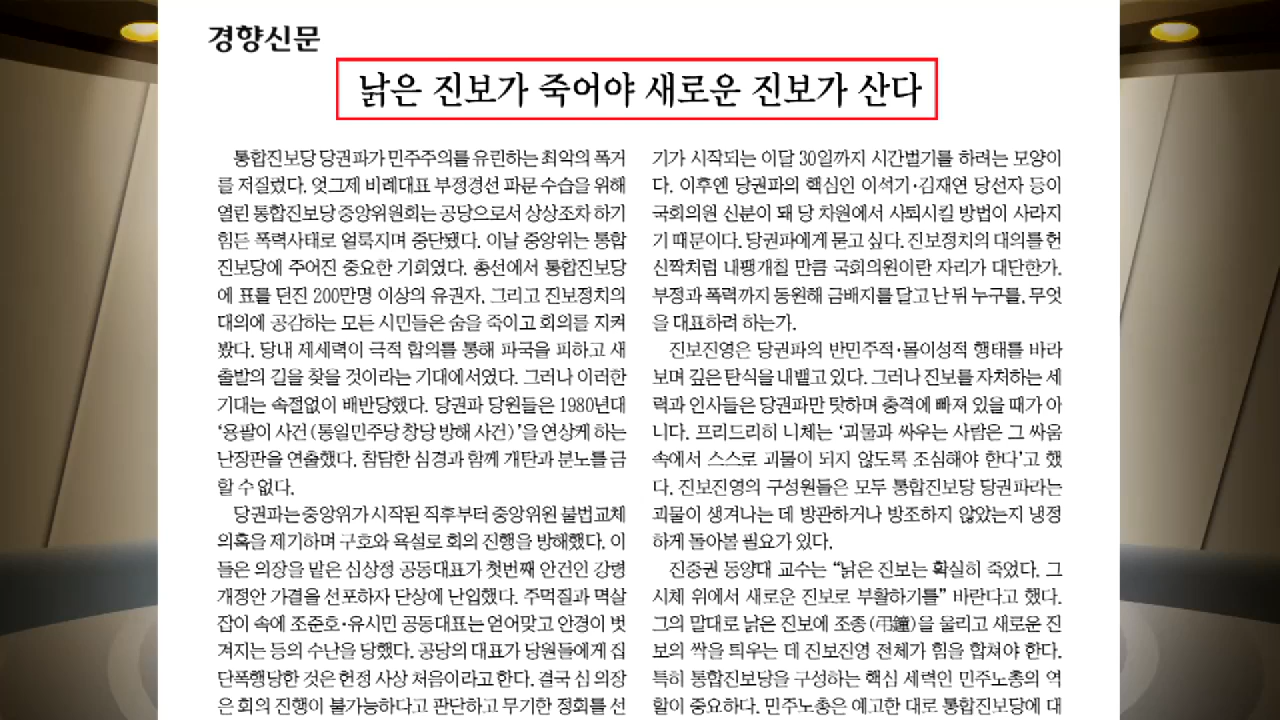 경향신문
낡은 진보가 죽어야 새로운 진보가 산다
통합진보당 당권파가 민주주의를 유린하는 최악의 폭거
를 저질렀다. 엊그제 비례대표 부정경선 파문 수습을 위해
열린 통합진보당 중앙위원회는 공당으로서 상상조차 하기
힘든 폭력사태로 얼룩지며 중단됐다. 이날 중앙위는 통합
진보당에 주어진 중요한 기회였다. 총선에서 통합진보당
에 표를 던진 200만명 이상의 유권자, 그리고 진보정치의
대의에 공감하는 모든 시민들은 숨을 죽이고 회의를 지켜
봤다. 당내 제세력이 극적 합의를 통해 파국을 피하고 새
출발의 길을 찾을 것이라는 기대에서였다. 그러나 이러한
기대는 속절없이 배반당했다. 당권파 당원들은 1980년대
‘용팔이 사건(통일민주당 창당 방해 사건)’을 연상케 하는
난장판을 연출했다. 참담한 심경과 함께 개탄과 분노를 금
할 수 없다.
당권파는 중앙위가 시작된 직후부터 중앙위원 불법교체
의혹을 제기하며 구호와 욕설로 회의 진행을 방해했다. 이
들은 의장을 맡은 심상정 공동대표가 첫번째 안건인 강령
개정안 가결을 선포하자 단상에 난입했다. 주먹질과 멱살
잡이 속에 조준호·유시민 공동대표는 얻어맞고 안경이 벗
겨지는 등의 수난을 당했다. 공당의 대표가 당원들에게 집
단폭행당한 것은 헌정 사상 처음이라고 한다. 결국 심 의장
은 회의 진행이 불가능하다고 판단하고 무기한 정회를 선
기가 시작되는 이달 30일까지 시간벌기를 하려는 모양이
다. 이후엔 당권파의 핵심인 이석기·김재연 당선자 등이
국회의원 신분이 돼 당 차원에서 사퇴시킬 방법이 사라지
기 때문이다. 당권파에게 묻고 싶다. 진보정치의 대의를 헌
신짝처럼 내팽개칠 만큼 국회의원이란 자리가 대단한가.
부정과 폭력까지 동원해 금배지를 달고 난 뒤 누구를, 무엇
을 대표하려 하는가.
진보진영은 당권파의 반민주적·몰이성적 행태를 바라
보며 깊은 탄식을 내뱉고 있다. 그러나 진보를 자처하는 세
력과 인사들은 당권파만 탓하며 충격에 빠져 있을 때가 아
니다. 프리드리히 니체는 ‘괴물과 싸우는 사람은 그 싸움
속에서 스스로 괴물이 되지 않도록 조심해야 한다’고 했
다. 진보진영의 구성원들은 모두 통합진보당 당권파라는
괴물이 생겨나는 데 방관하거나 방조하지 않았는지 냉정
하게 돌아볼 필요가 있다.
진중권 동양대 교수는 “낡은 진보는 확실히 죽었다. 그
시체 위에서 새로운 진보로 부활하기를” 바란다고 했다.
그의 말대로 낡은 진보에 조종(弔鐘)을 울리고 새로운 진
보의 싹을 틔우는 데 진보진영 전체가 힘을 합쳐야 한다.
특히 통합진보당을 구성하는 핵심 세력인 민주노총의 역
할이 중요하다. 민주노총은 예고한 대로 통합진보당에 대